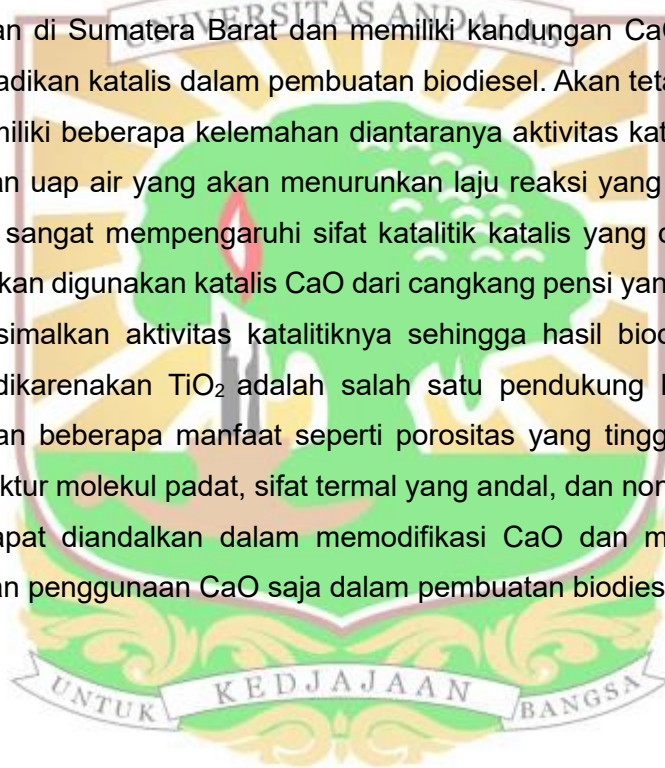 UNIVERSITAS ANDALAS
an di Sumatera Barat dan memiliki kandungan Ca
adikan katalis dalam pembuatan biodiesel. Akan teta
niliki beberapa kelemahan diantaranya aktivitas kat
an uap air yang akan menurunkan laju reaksi yang
sangat mempengaruhi sifat katalitik katalis yang
kan digunakan katalis CaO dari cangkang pensi yan
simalkan aktivitas katalitiknya sehingga hasil biod
dikarenakan TiO₂ adalah salah satu pendukung
an beberapa manfaat seperti porositas yang tingg
ktur molekul padat, sifat termal yang andal, dan non
apat diandalkan dalam memodifikasi CaO dan m
an penggunaan CaO saja dalam pembuatan biodies
UNTUK KEDJAJAAN BANGSA